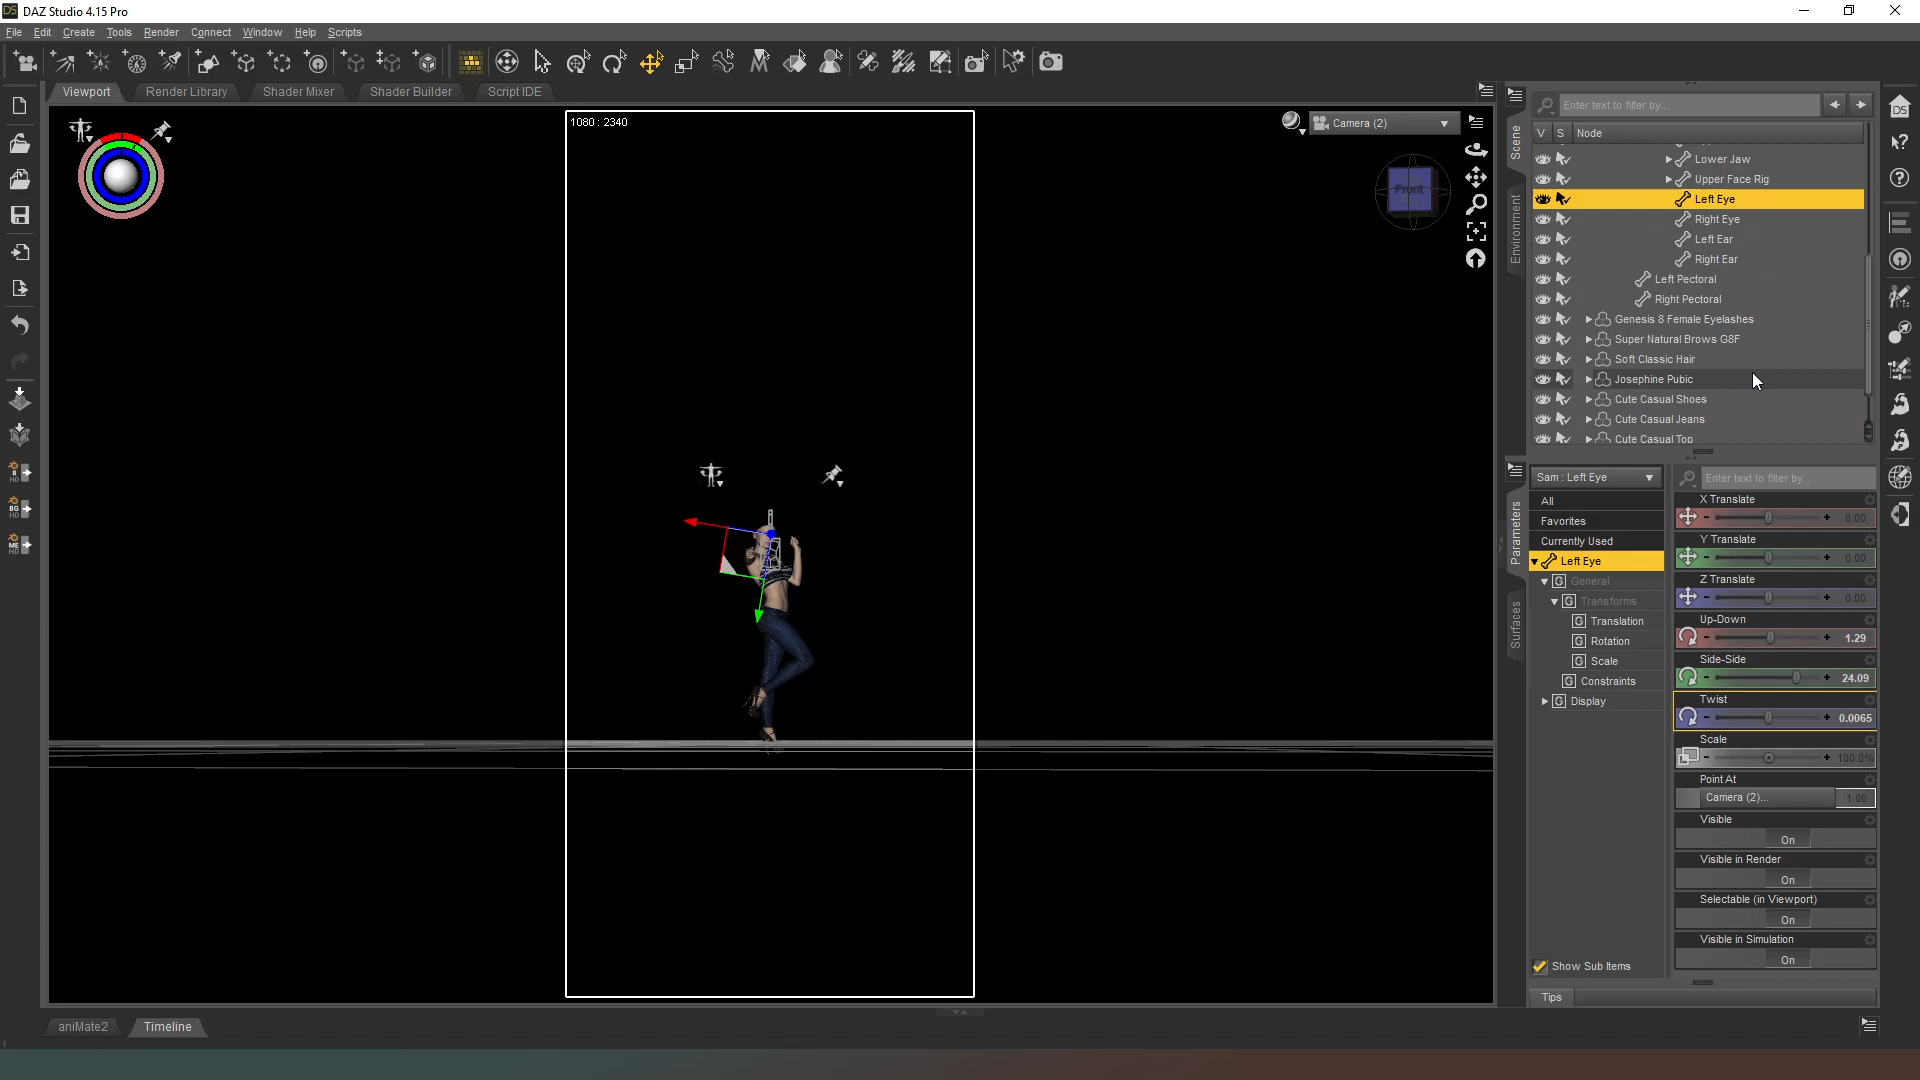 DAZ Studio 4.15 Pro
File Edit Create Tools Render Connect Window Help Scripts
Viewport Render Library Shader Mixer Shader Builder Script IDE
1080 : 2340
Camera (2)
Front
Enter text to filter by...
V S Node
Lower Jaw
Upper Face Rig
Left Eye
Right Eye
Left Ear
Right Ear
Left Pectoral
Right Pectoral
Genesis 8 Female Eyelashes
Super Natural Brows G8F
Soft Classic Hair
Josephine Pubic
Cute Casual Shoes
Cute Casual Jeans
Cute Casual Top
Scene
Environment
Sam : Left Eye
All
Favorites
Currently Used
Left Eye
General
Transforms
Translation
Rotation
Scale
Constraints
Display
Show Sub Items
Parameters
Surfaces
Enter text to filter by...
X Translate
0.00
Y Translate
0.00
Z Translate
0.00
Up-Down
1.29
Side-Side
24.09
Twist
0.0065
Scale
100.0%
Point At
Camera (2)... 1.00
Visible
On
Visible in Render
On
Selectable (in Viewport)
On
Visible in Simulation
On
Tips
aniMate2 Timeline